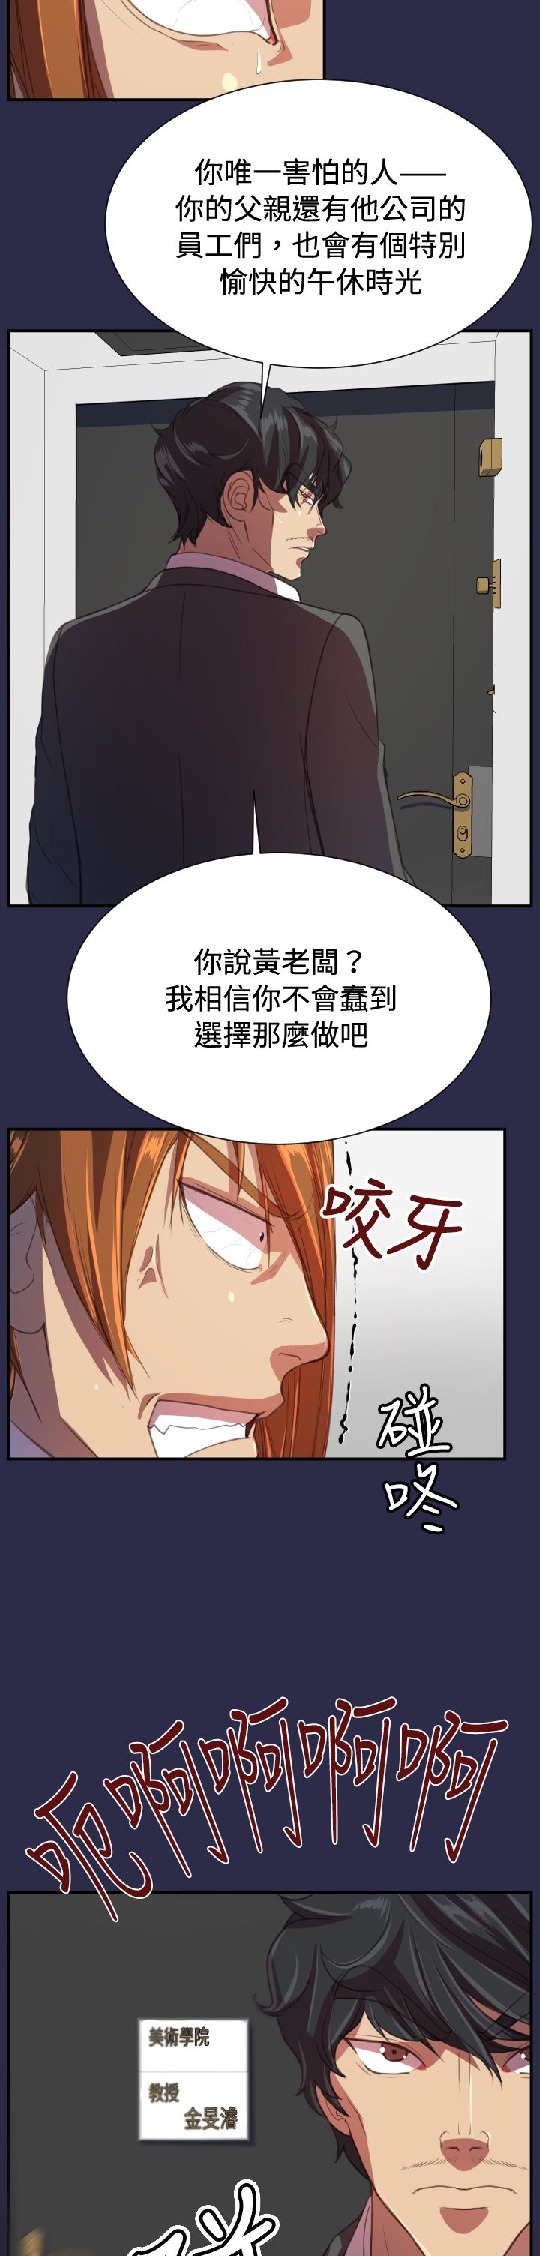 你唯一害怕的人——
你的父親還有他公司的
員工們，也會有個特別
愉快的午休時光
你說黃老闆？
我相信你不會蠢到
選擇那麼做吧
咬牙
碰
咚
呃啊啊啊啊
美術學院
教授
金旻濬